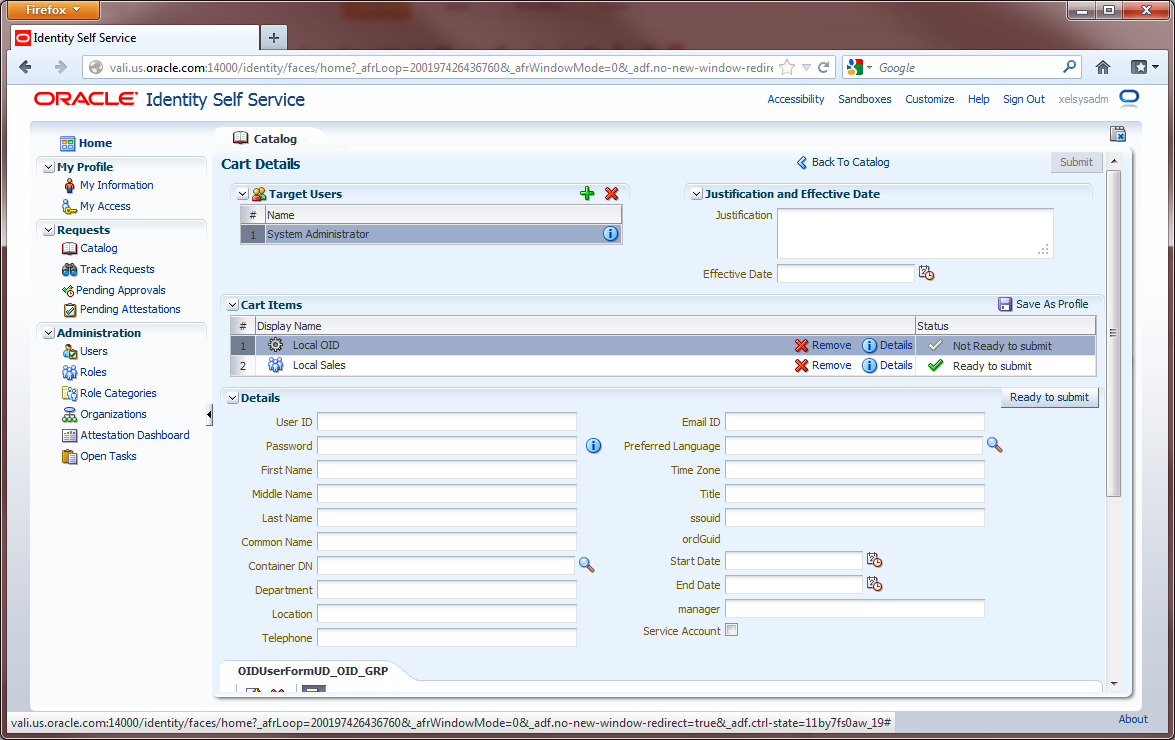 Firefox
Identity Self Service
vali.us.oracle.com:14000/identity/faces/home?_afrLoop=200197426436760&_afrWindowMode=0&_adf.no-new-window-redire
Google
ORACLE Identity Self Service
Accessibility Sandboxes Customize Help Sign Out xelsysadm
Home
My Profile
My Information
My Access
Requests
Catalog
Track Requests
Pending Approvals
Pending Attestations
Administration
Users
Roles
Role Categories
Organizations
Attestation Dashboard
Open Tasks
Catalog
Cart Details
Back To Catalog
Submit
Target Users
# Name
1 System Administrator
Justification and Effective Date
Justification
Effective Date
Cart Items
Save As Profile
# Display Name Status
1 Local OID Remove Details Not Ready to submit
2 Local Sales Remove Details Ready to submit
Details
Ready to submit
User ID
Password
First Name
Middle Name
Last Name
Common Name
Container DN
Department
Location
Telephone
Email ID
Preferred Language
Time Zone
Title
ssouid
orclGuid
Start Date
End Date
manager
Service Account
OIDUserFormUD_OID_GRP
vali.us.oracle.com:14000/identity/faces/home?_afrLoop=200197426436760&_afrWindowMode=0&_adf.no-new-window-redirect=true&_adf.ctrl-state=11by7fs0aw_19#
About